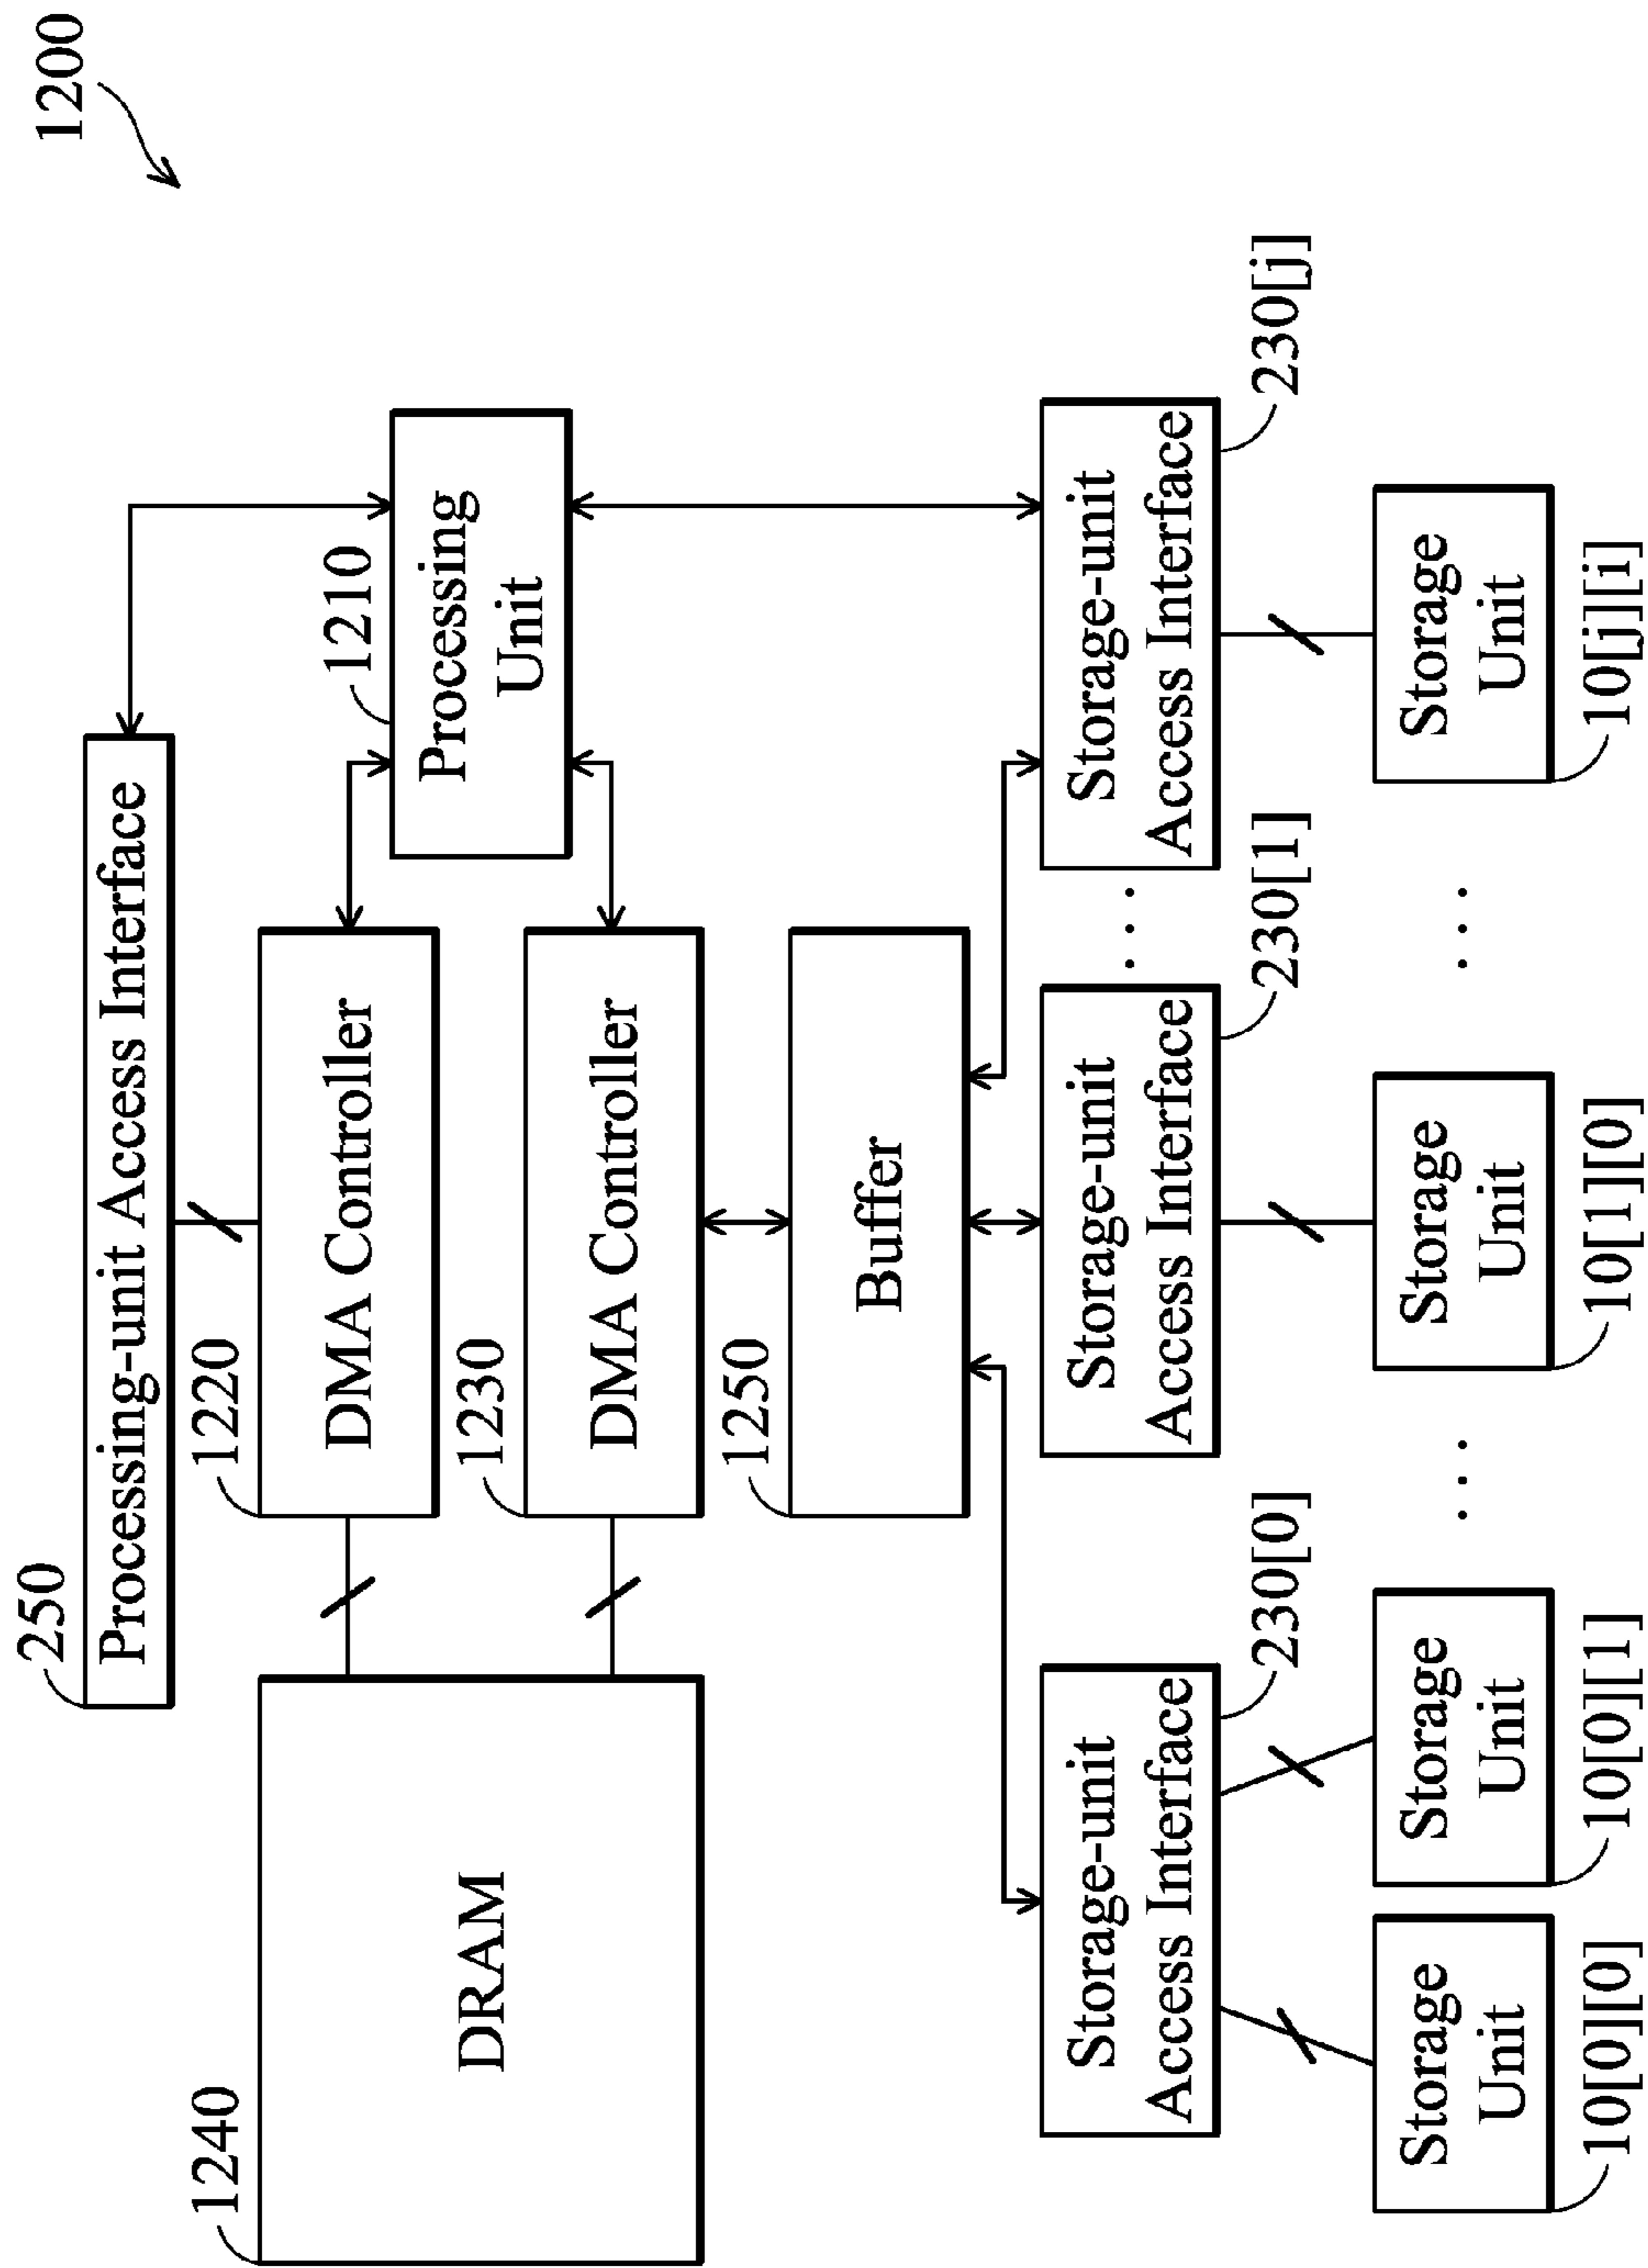 1200
250
Processing-unit Access Interface
1240
DRAM
1220
DMA Controller
1210
Processing
Unit
1230
DMA Controller
1250
Buffer
Storage-unit
Access Interface
230[0]
Storage-unit
Access Interface
230[1]
. . .
Storage-unit
Access Interface
230[j]
Storage
Unit
10[0][0]
Storage
Unit
10[0][1]
. . .
Storage
Unit
10[1][0]
. . .
Storage
Unit
10[j][i]